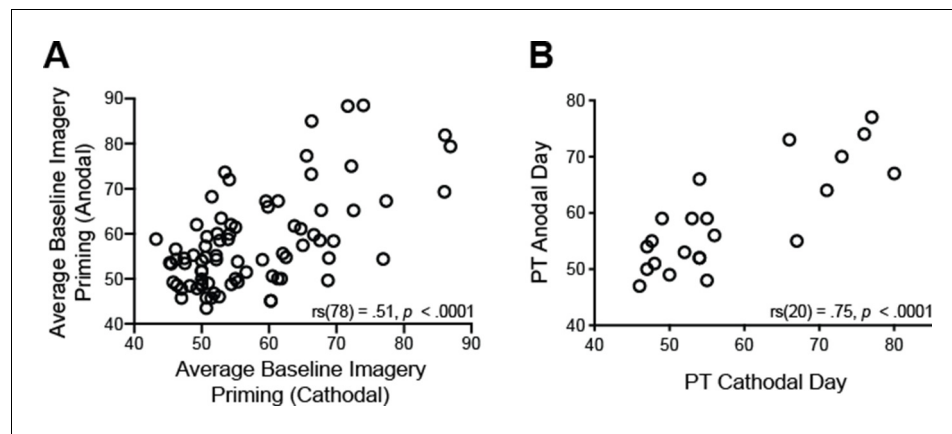 A
Average Baseline Imagery
Priming (Anodal)
90
80
70
60
50
40
rs(78) = .51, p < .0001
40 50 60 70 80 90
Average Baseline Imagery
Priming (Cathodal)
B
PT Anodal Day
80
70
60
50
40
rs(20) = .75, p < .0001
40 50 60 70 80
PT Cathodal Day